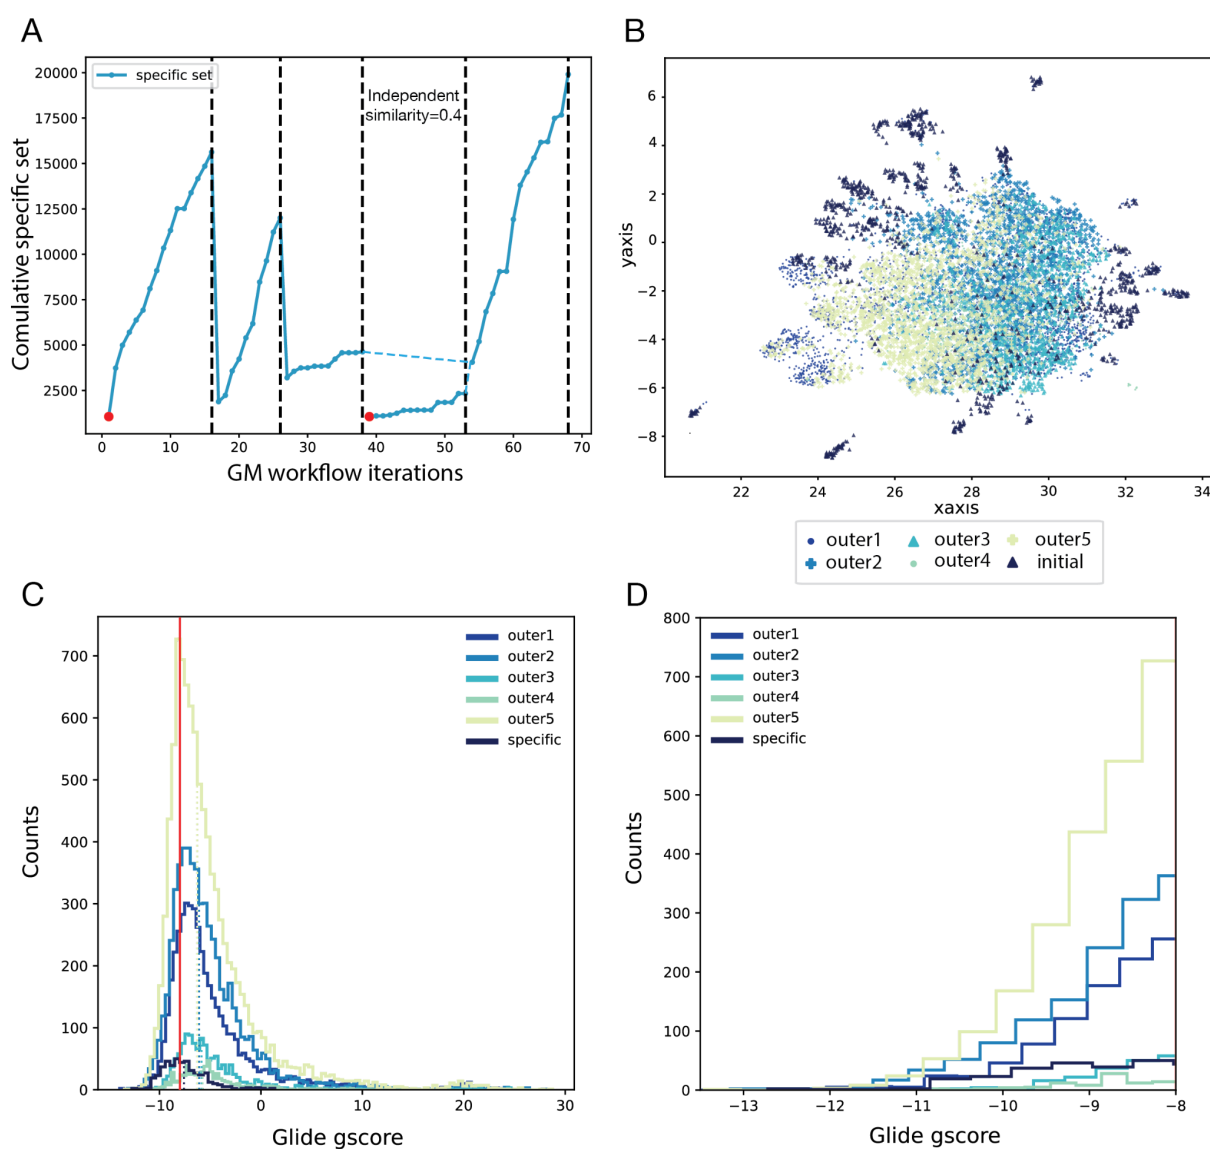 A
20000
17500
15000
12500
10000
7500
5000
2500
Comulative specific set
specific set
Independent
similarity=0.4
0
10
20
30
40
50
60
70
GM workflow iterations
B
6
4
2
0
−2
−4
−6
−8
yaxis
22
24
26
28
30
32
34
xaxis
outer1
outer2
outer3
outer4
outer5
initial
C
700
600
500
400
300
200
100
0
Counts
outer1
outer2
outer3
outer4
outer5
specific
−10
0
10
20
30
Glide gscore
D
800
700
600
500
400
300
200
100
0
Counts
outer1
outer2
outer3
outer4
outer5
specific
−13
−12
−11
−10
−9
−8
Glide gscore